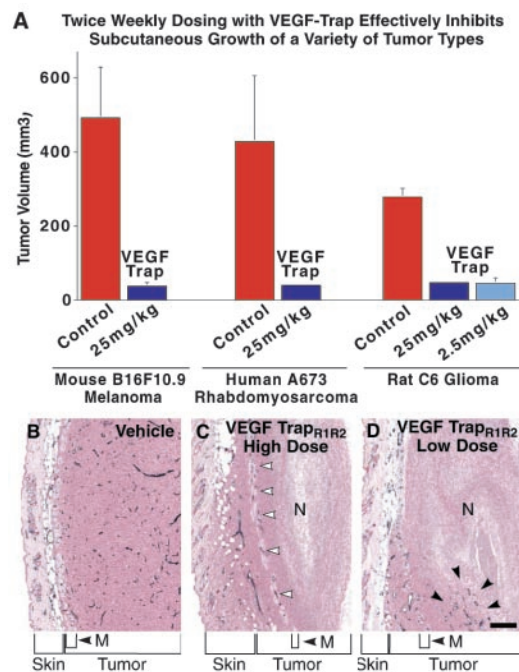 A
Twice Weekly Dosing with VEGF-Trap Effectively Inhibits
Subcutaneous Growth of a Variety of Tumor Types
Tumor Volume (mm3)
600
400
200
0
VEGF
Trap
VEGF
Trap
VEGF
Trap
Control
25mg/kg
Control
25mg/kg
Control
25mg/kg
2.5mg/kg
Mouse B16F10.9
Melanoma
Human A673
Rhabdomyosarcoma
Rat C6 Glioma
B
Vehicle
C
VEGF TrapR1R2
High Dose
N
D
VEGF TrapR1R2
Low Dose
N
M
Skin
Tumor
M
Skin
Tumor
M
Skin
Tumor